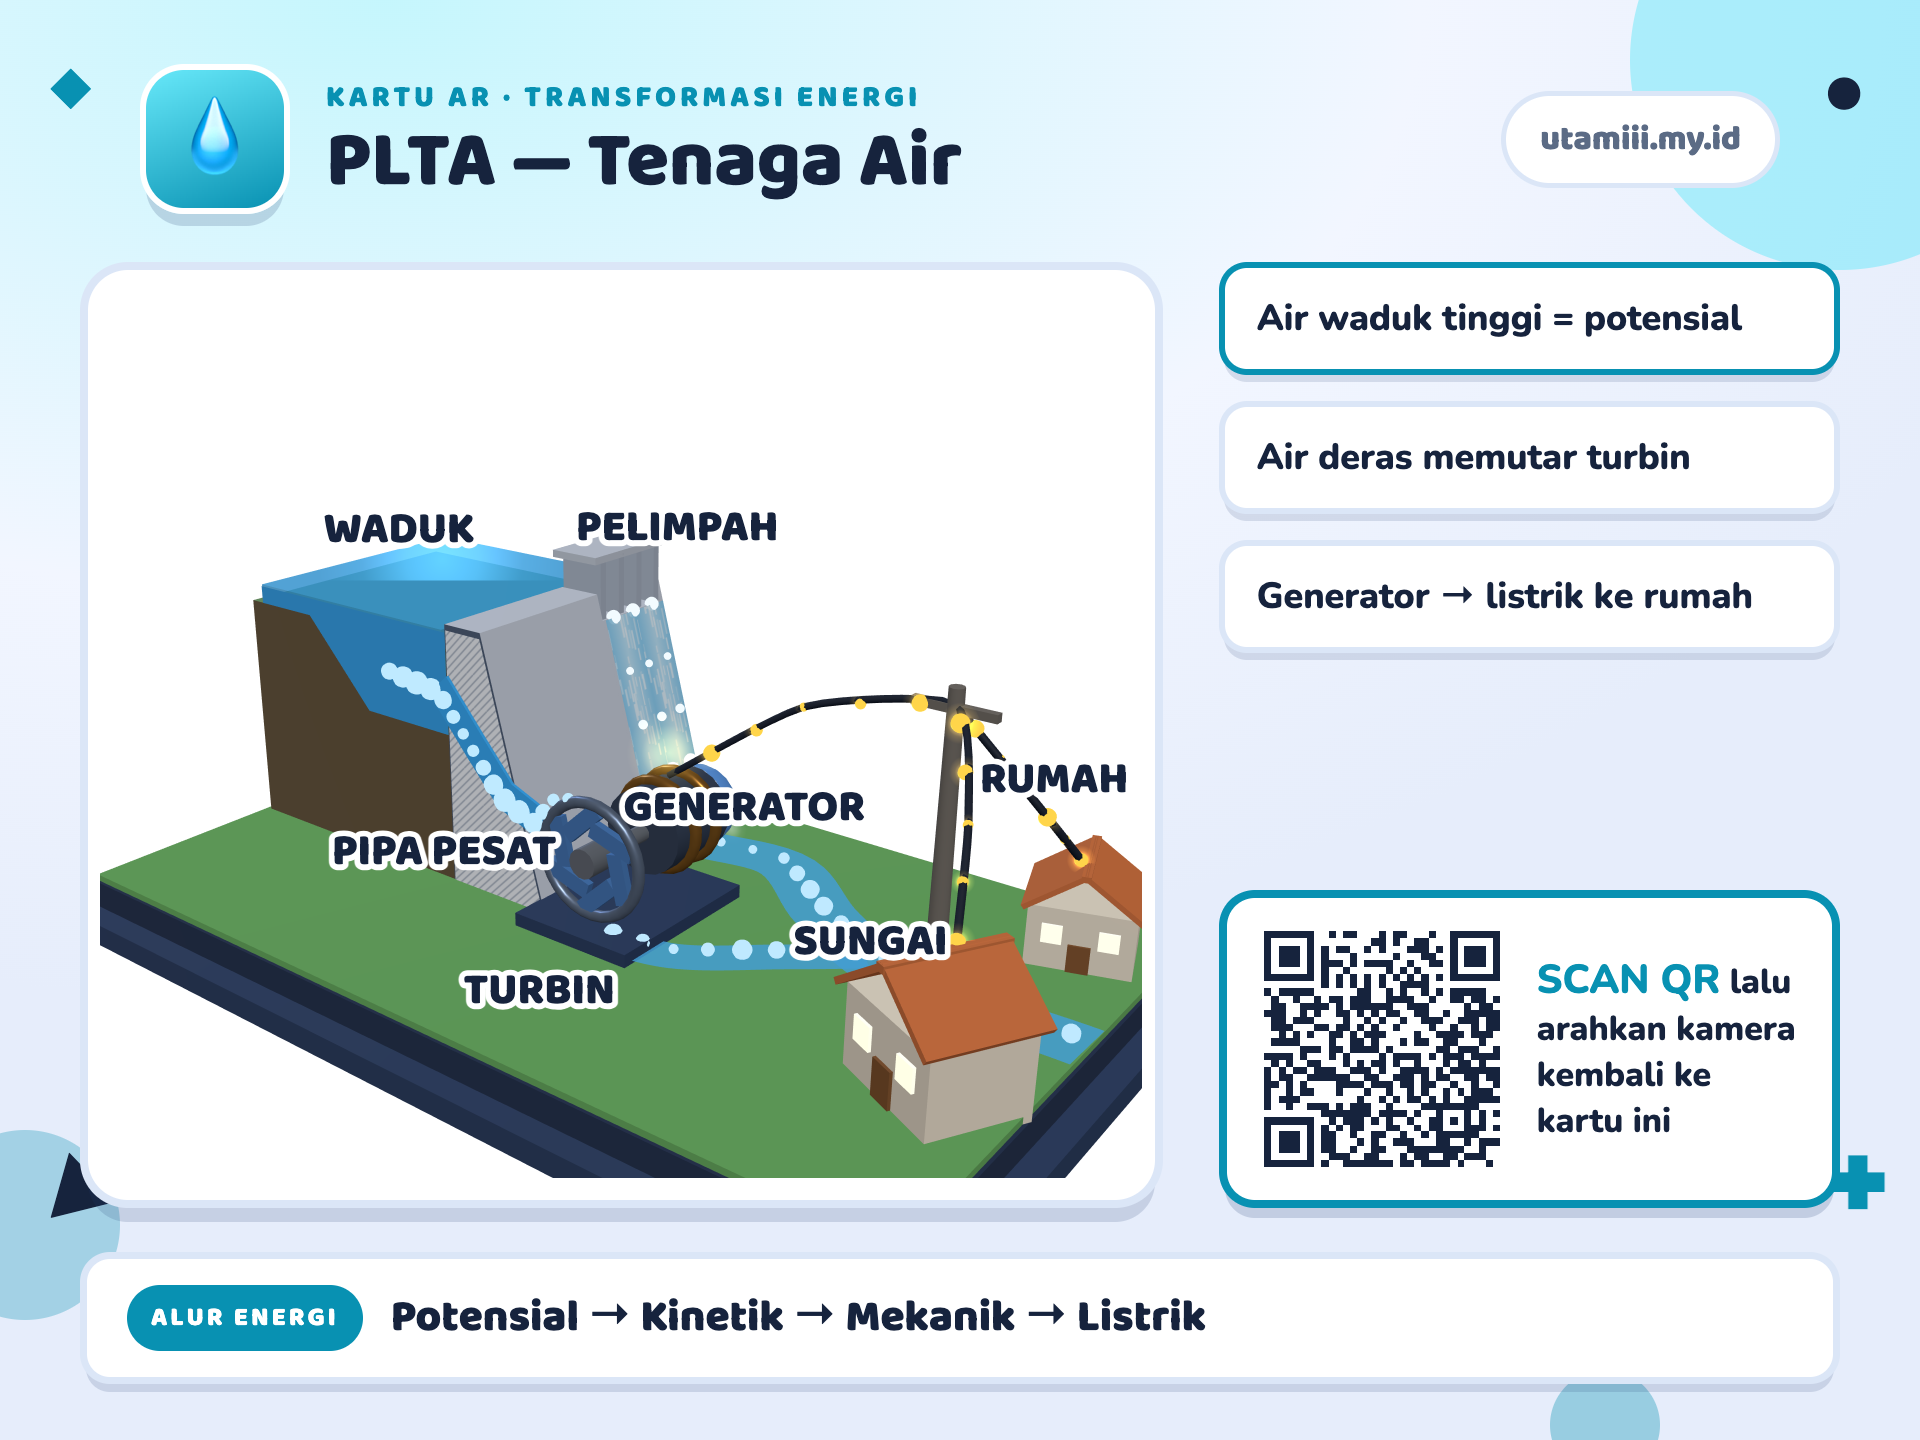 KARTU AR · TRANSFORMASI ENERGI
PLTA — Tenaga Air
utamiii.my.id
WADUK
PELIMPAH
RUMAH
GENERATOR
PIPA PESAT
SUNGAI
TURBIN
Air waduk tinggi = potensial
Air deras memutar turbin
Generator → listrik ke rumah
SCAN QR lalu
arahkan kamera
kembali ke
kartu ini
ALUR ENERGI
Potensial → Kinetik → Mekanik → Listrik